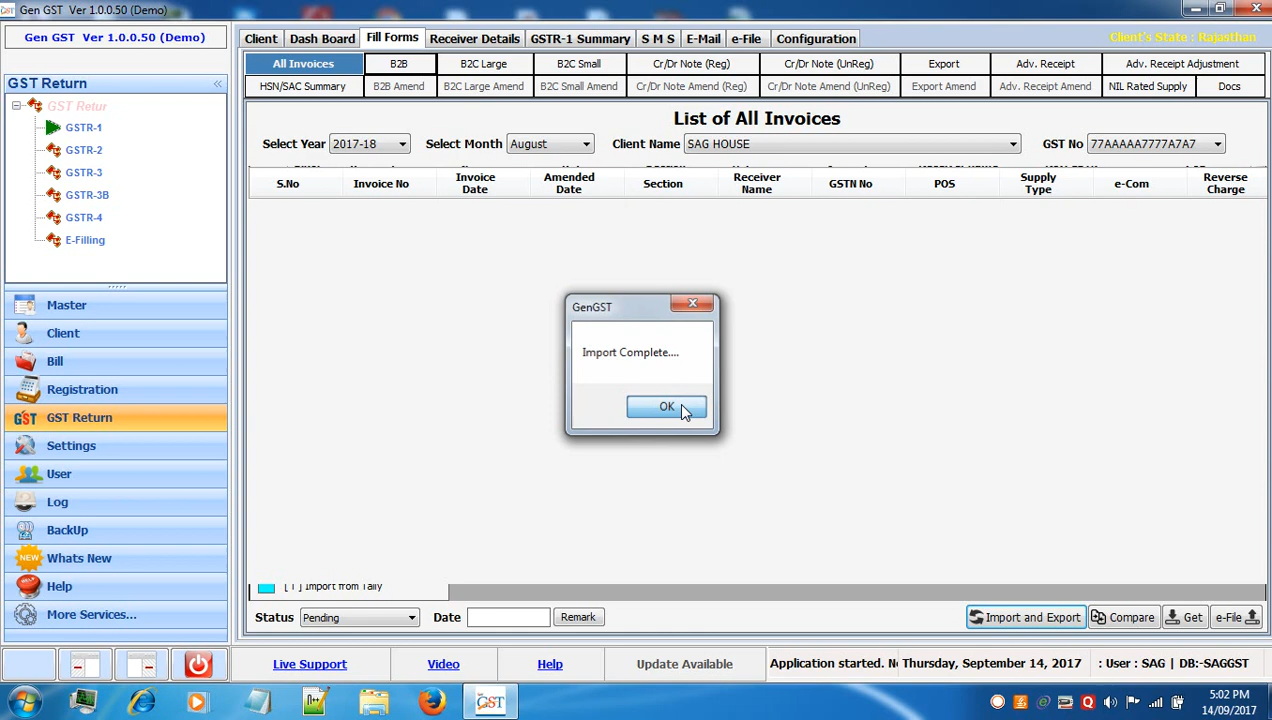 Gen GST Ver 1.0.0.50 (Demo)
Gen GST Ver 1.0.0.50 (Demo)
Client Dash Board Fill Forms Receiver Details GSTR-1 Summary S M S E-Mail e-File Configuration Client's State : Rajasthan
All Invoices B2B B2C Large B2C Small Cr/Dr Note (Reg) Cr/Dr Note (UnReg) Export Adv. Receipt Adv. Receipt Adjustment
HSN/SAC Summary B2B Amend B2C Large Amend B2C Small Amend Cr/Dr Note Amend (Reg) Cr/Dr Note Amend (UnReg) Export Amend Adv. Receipt Amend NIL Rated Supply Docs
GST Return
GST Retur
GSTR-1
GSTR-2
GSTR-3
GSTR-3B
GSTR-4
E-Filling
List of All Invoices
Select Year 2017-18 Select Month August Client Name SAG HOUSE GST No 77AAAAA7777A7A7
S.No Invoice No Invoice Date Amended Date Section Receiver Name GSTN No POS Supply Type e-Com Reverse Charge
GenGST
Import Complete....
OK
Master
Client
Bill
Registration
GST Return
Settings
User
Log
BackUp
NEW Whats New
Help
More Services...
[ T ] Import from Tally
Status Pending Date Remark Import and Export Compare Get e-File
Live Support Video Help Update Available Application started. Thursday, September 14, 2017 : User : SAG | DB:-SAGGST
5:02 PM
14/09/2017